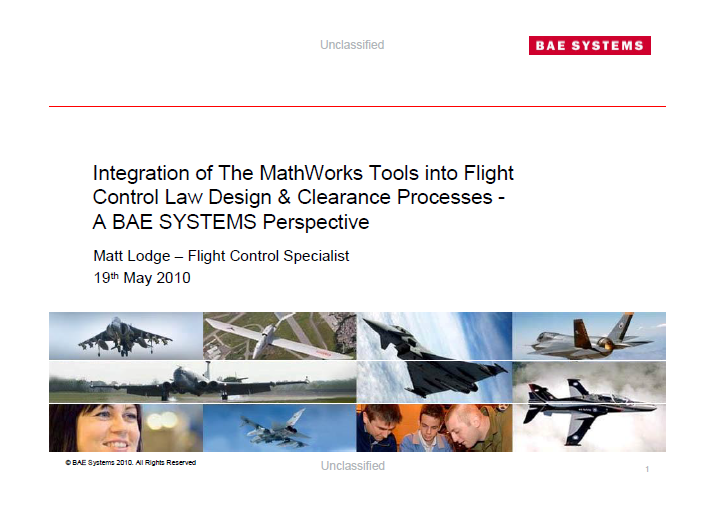 Unclassified
BAE SYSTEMS
Integration of The MathWorks Tools into Flight
Control Law Design & Clearance Processes -
A BAE SYSTEMS Perspective
Matt Lodge – Flight Control Specialist
19th May 2010
© BAE Systems 2010. All Rights Reserved
Unclassified
1